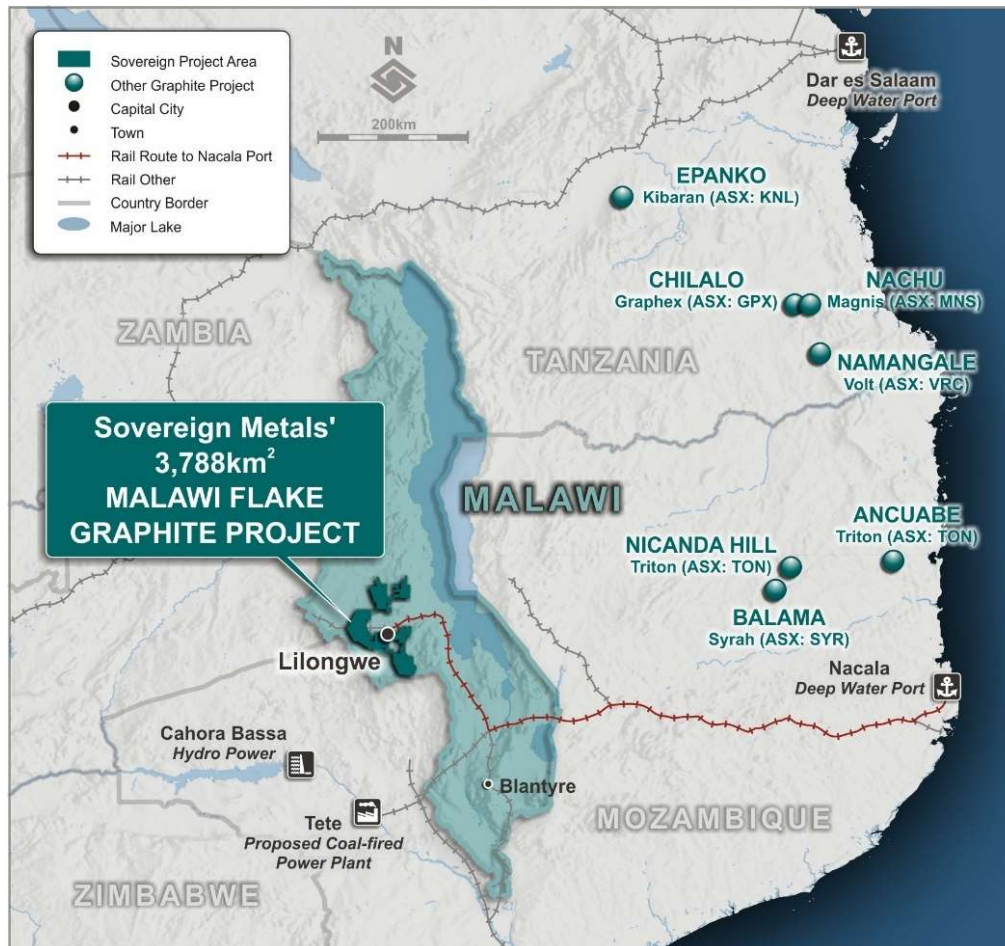 Sovereign Project Area
Other Graphite Project
Capital City
Town
Rail Route to Nacala Port
Rail Other
Country Border
Major Lake
N
200km
Dar es Salaam
Deep Water Port
EPANKO
Kibaran (ASX: KNL)
CHILALO
Graphex (ASX: GPX)
NACHU
Magnis (ASX: MNS)
ZAMBIA
TANZANIA
NAMANGALE
Volt (ASX: VRC)
Sovereign Metals'
3,788km²
MALAWI FLAKE
GRAPHITE PROJECT
MALAWI
ANCUABE
Triton (ASX: TON)
NICANDA HILL
Triton (ASX: TON)
BALAMA
Syrah (ASX: SYR)
Lilongwe
Nacala
Deep Water Port
Cahora Bassa
Hydro Power
Blantyre
Tete
Proposed Coal-fired
Power Plant
MOZAMBIQUE
ZIMBABWE